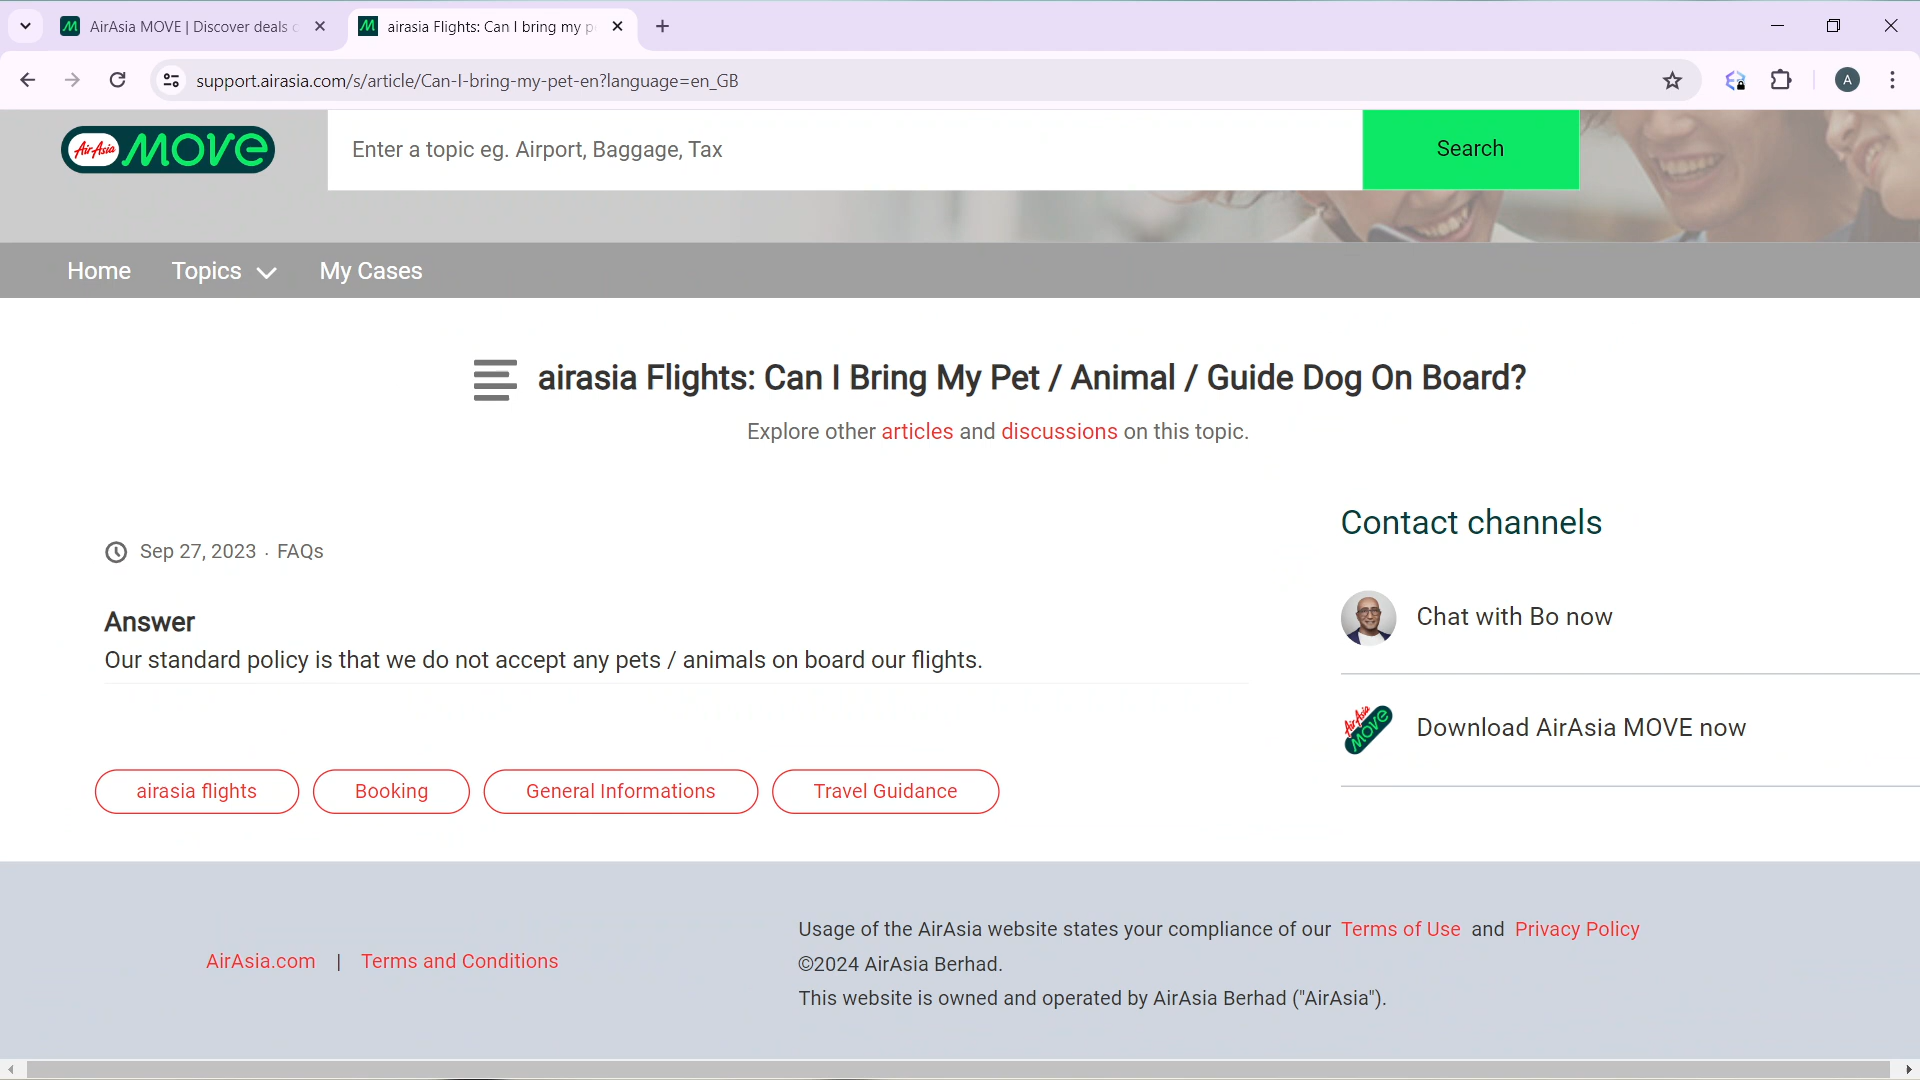 AirAsia MOVE | Discover deals
airasia Flights: Can I bring my p
support.airasia.com/s/article/Can-I-bring-my-pet-en?language=en_GB
A
AirAsia MOVE
Enter a topic eg. Airport, Baggage, Tax
Search
Home
Topics
My Cases
airasia Flights: Can I Bring My Pet / Animal / Guide Dog On Board?
Explore other articles and discussions on this topic.
Sep 27, 2023 · FAQs
Answer
Our standard policy is that we do not accept any pets / animals on board our flights.
airasia flights
Booking
General Informations
Travel Guidance
Contact channels
Chat with Bo now
AirAsia MOVE
Download AirAsia MOVE now
AirAsia.com | Terms and Conditions
Usage of the AirAsia website states your compliance of our Terms of Use and Privacy Policy
©2024 AirAsia Berhad.
This website is owned and operated by AirAsia Berhad ("AirAsia").